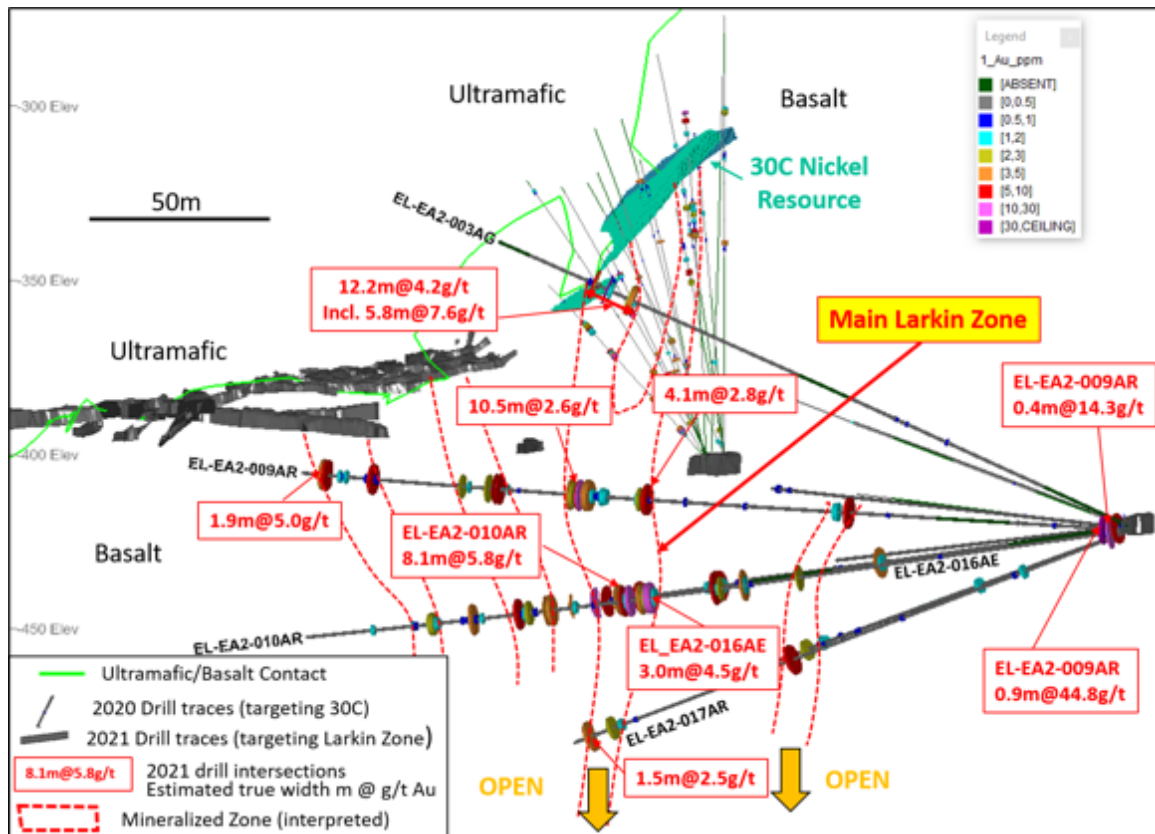 Legend
1_Au_ppm
[ABSENT]
[0,0.5]
[0.5,1]
[1,2]
[2,3]
[3,5]
[5,10]
[10,30]
[30,CEILING]
-300 Elev
Ultramafic
Basalt
30C Nickel
Resource
50m
EL-EA2-003AG
-350 Elev
12.2m@4.2g/t
Incl. 5.8m@7.6g/t
Main Larkin Zone
Ultramafic
EL-EA2-009AR
0.4m@14.3g/t
10.5m@2.6g/t
4.1m@2.8g/t
-400 Elev
EL-EA2-009AR
1.9m@5.0g/t
EL-EA2-010AR
8.1m@5.8g/t
Basalt
EL-EA2-016AE
-450 Elev
EL-EA2-010AR
EL_EA2-016AE
3.0m@4.5g/t
EL-EA2-009AR
0.9m@44.8g/t
EL-EA2-017AR
1.5m@2.5g/t
OPEN
OPEN
Ultramafic/Basalt Contact
2020 Drill traces (targeting 30C)
2021 Drill traces (targeting Larkin Zone)
8.1m@5.8g/t
2021 drill intersections
Estimated true width m @ g/t Au
Mineralized Zone (interpreted)